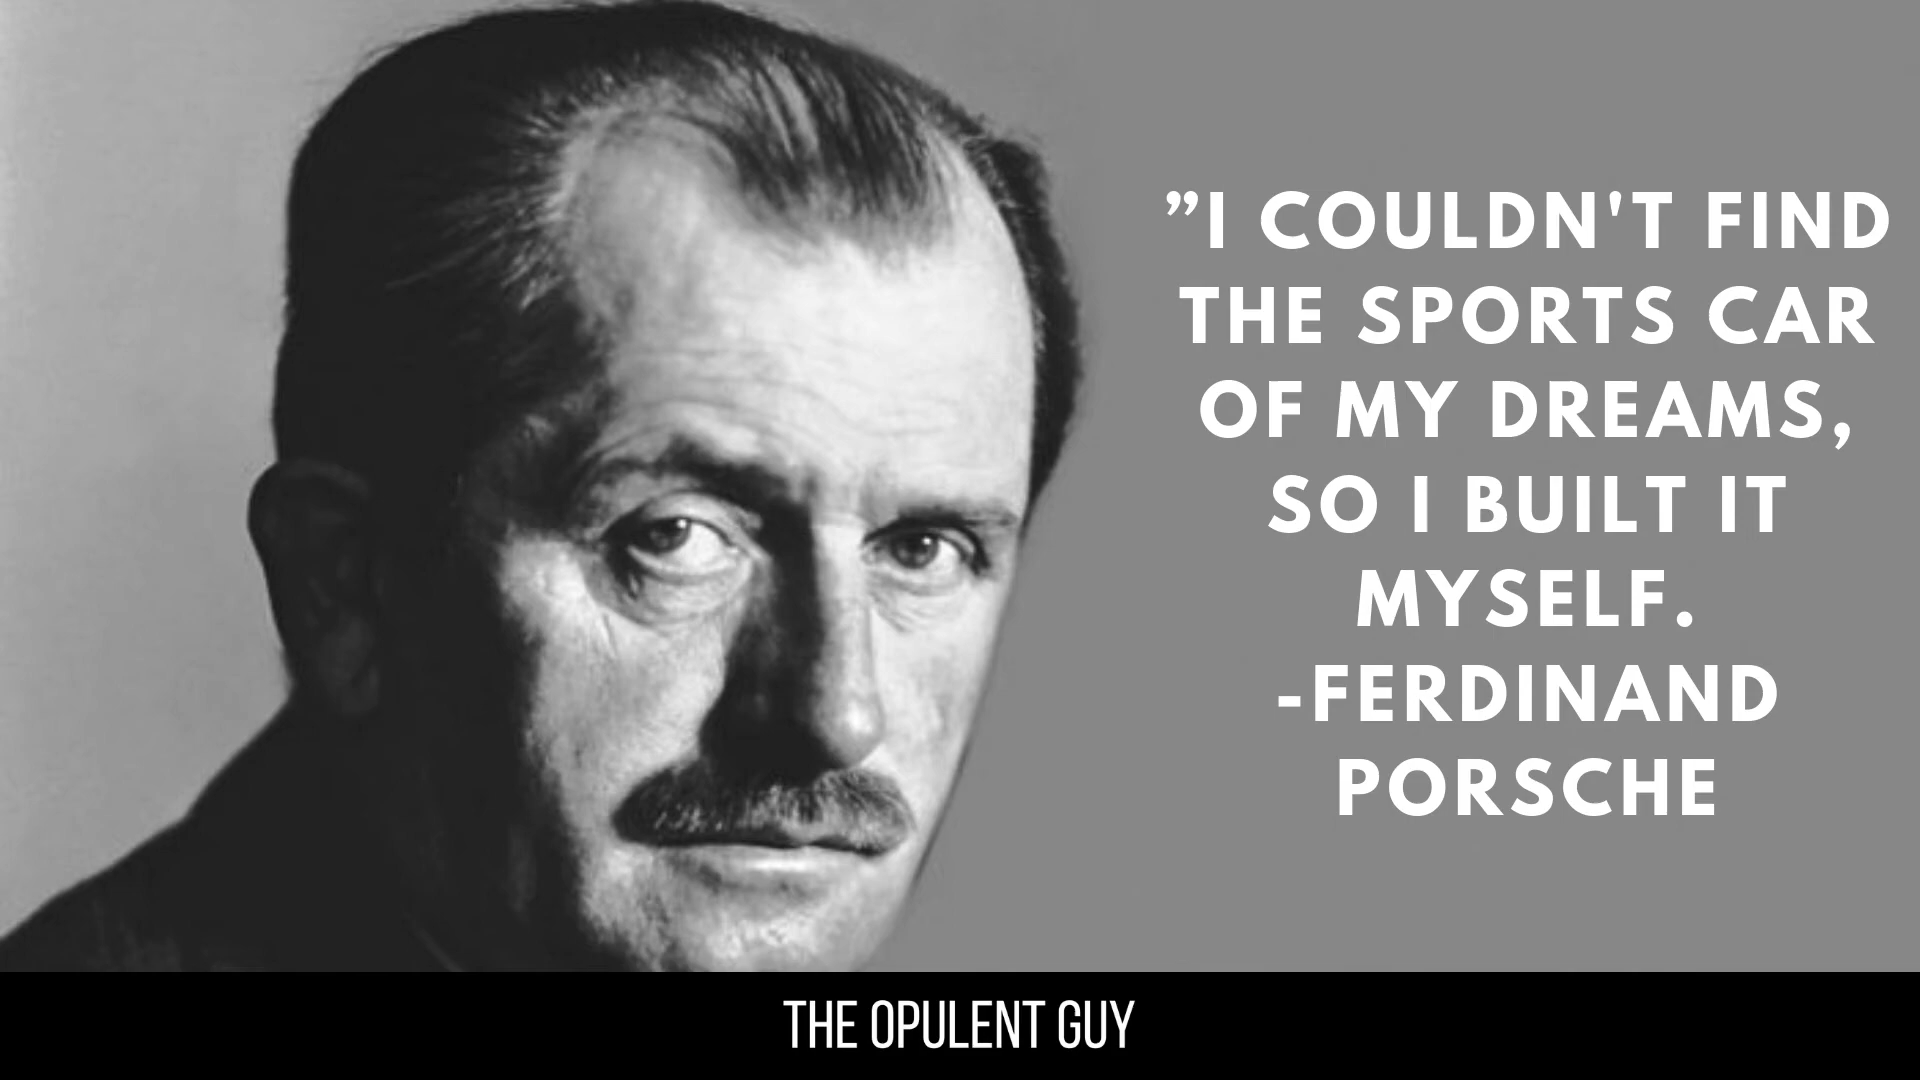 ”I COULDN'T FIND
THE SPORTS CAR
OF MY DREAMS,
SO I BUILT IT
MYSELF.
-FERDINAND
PORSCHE
THE OPULENT GUY